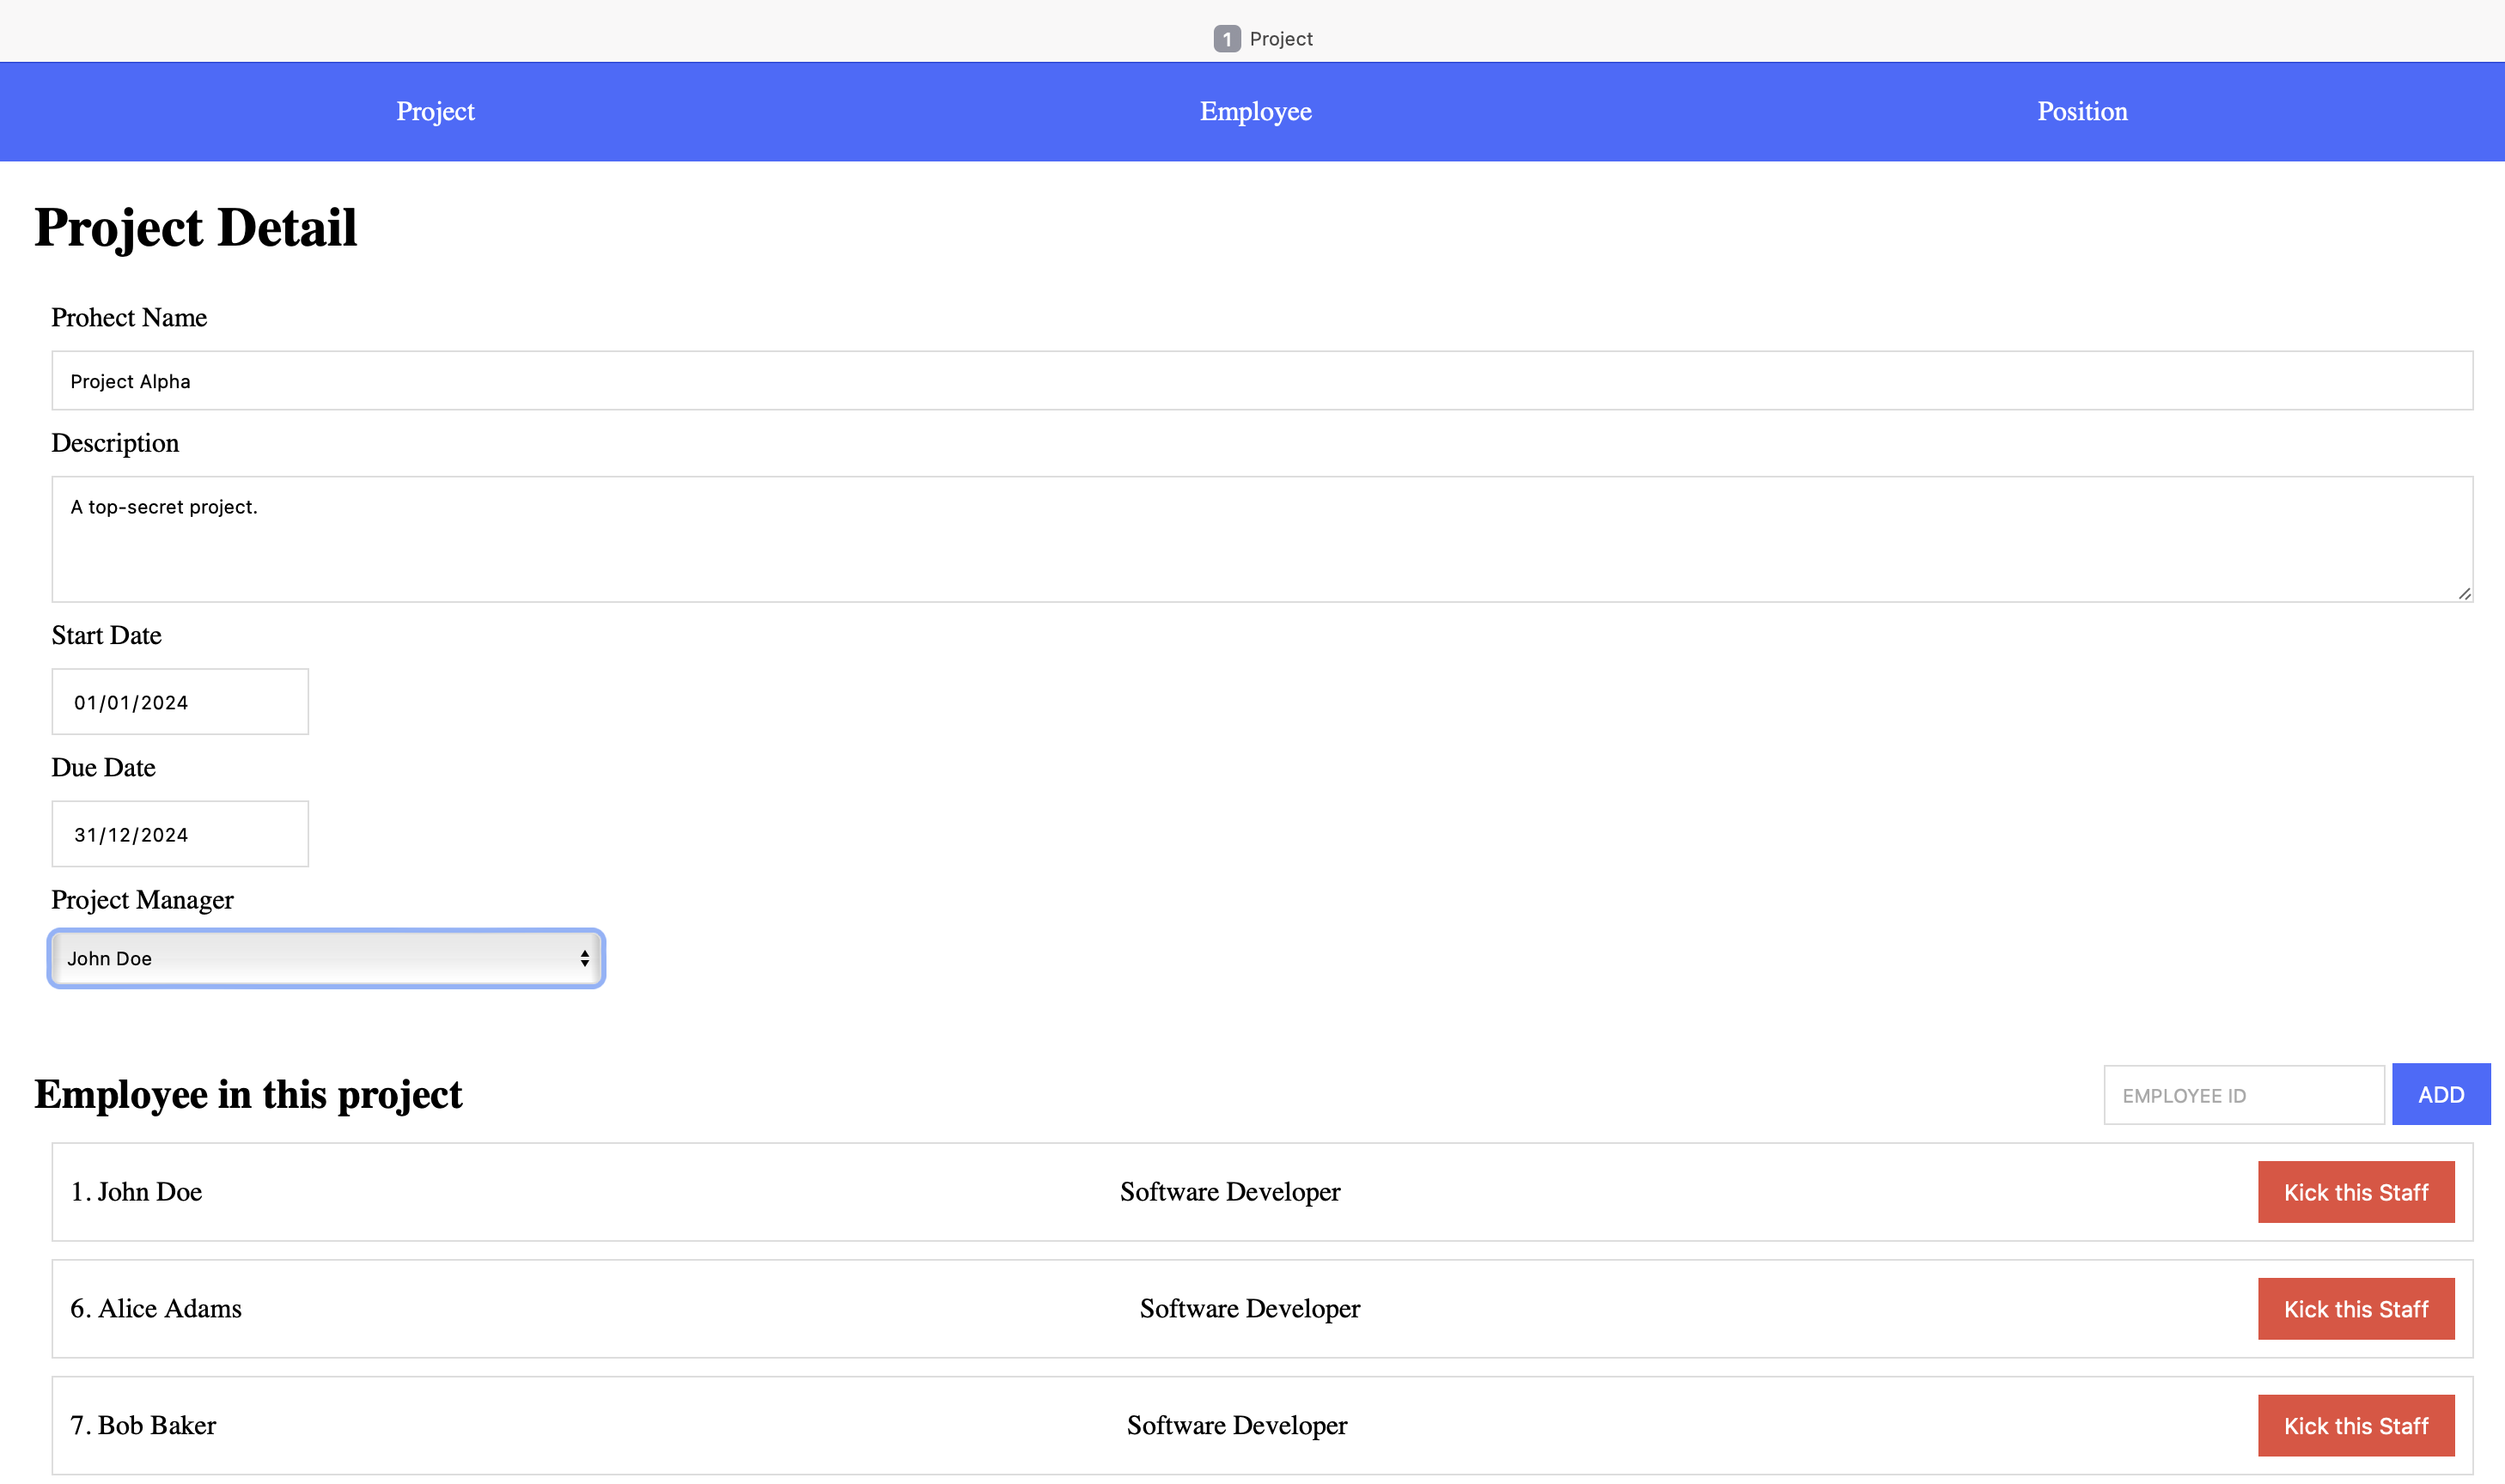 1 Project
Project Employee Position
Project Detail
Prohect Name
Project Alpha
Description
A top-secret project.
Start Date
01/01/2024
Due Date
31/12/2024
Project Manager
John Doe
Employee in this project EMPLOYEE ID ADD
1. John Doe Software Developer Kick this Staff
6. Alice Adams Software Developer Kick this Staff
7. Bob Baker Software Developer Kick this Staff